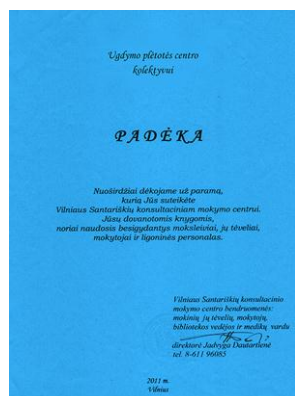 Ugdymo plėtotės centro
kolektyvui
PADĖKA
Nuoširdžiai dėkojame už paramą,
kurią Jūs suteikėte
Vilniaus Santariškių konsultaciniam mokymo centrui.
Jūsų dovanotomis knygomis,
noriai naudosis besigydantys moksleiviai, jų tėveliai,
mokytojai ir ligoninės personalas.
Vilniaus Santariškių konsultacinio
mokymo centro bendruomenės:
mokinių jų tėvelių, mokytojų,
bibliotekos vedėjos ir medikų vardu
direktorė Jadvyga Dautartienė
tel. 8-611 96085
2011 m.
Vilnius